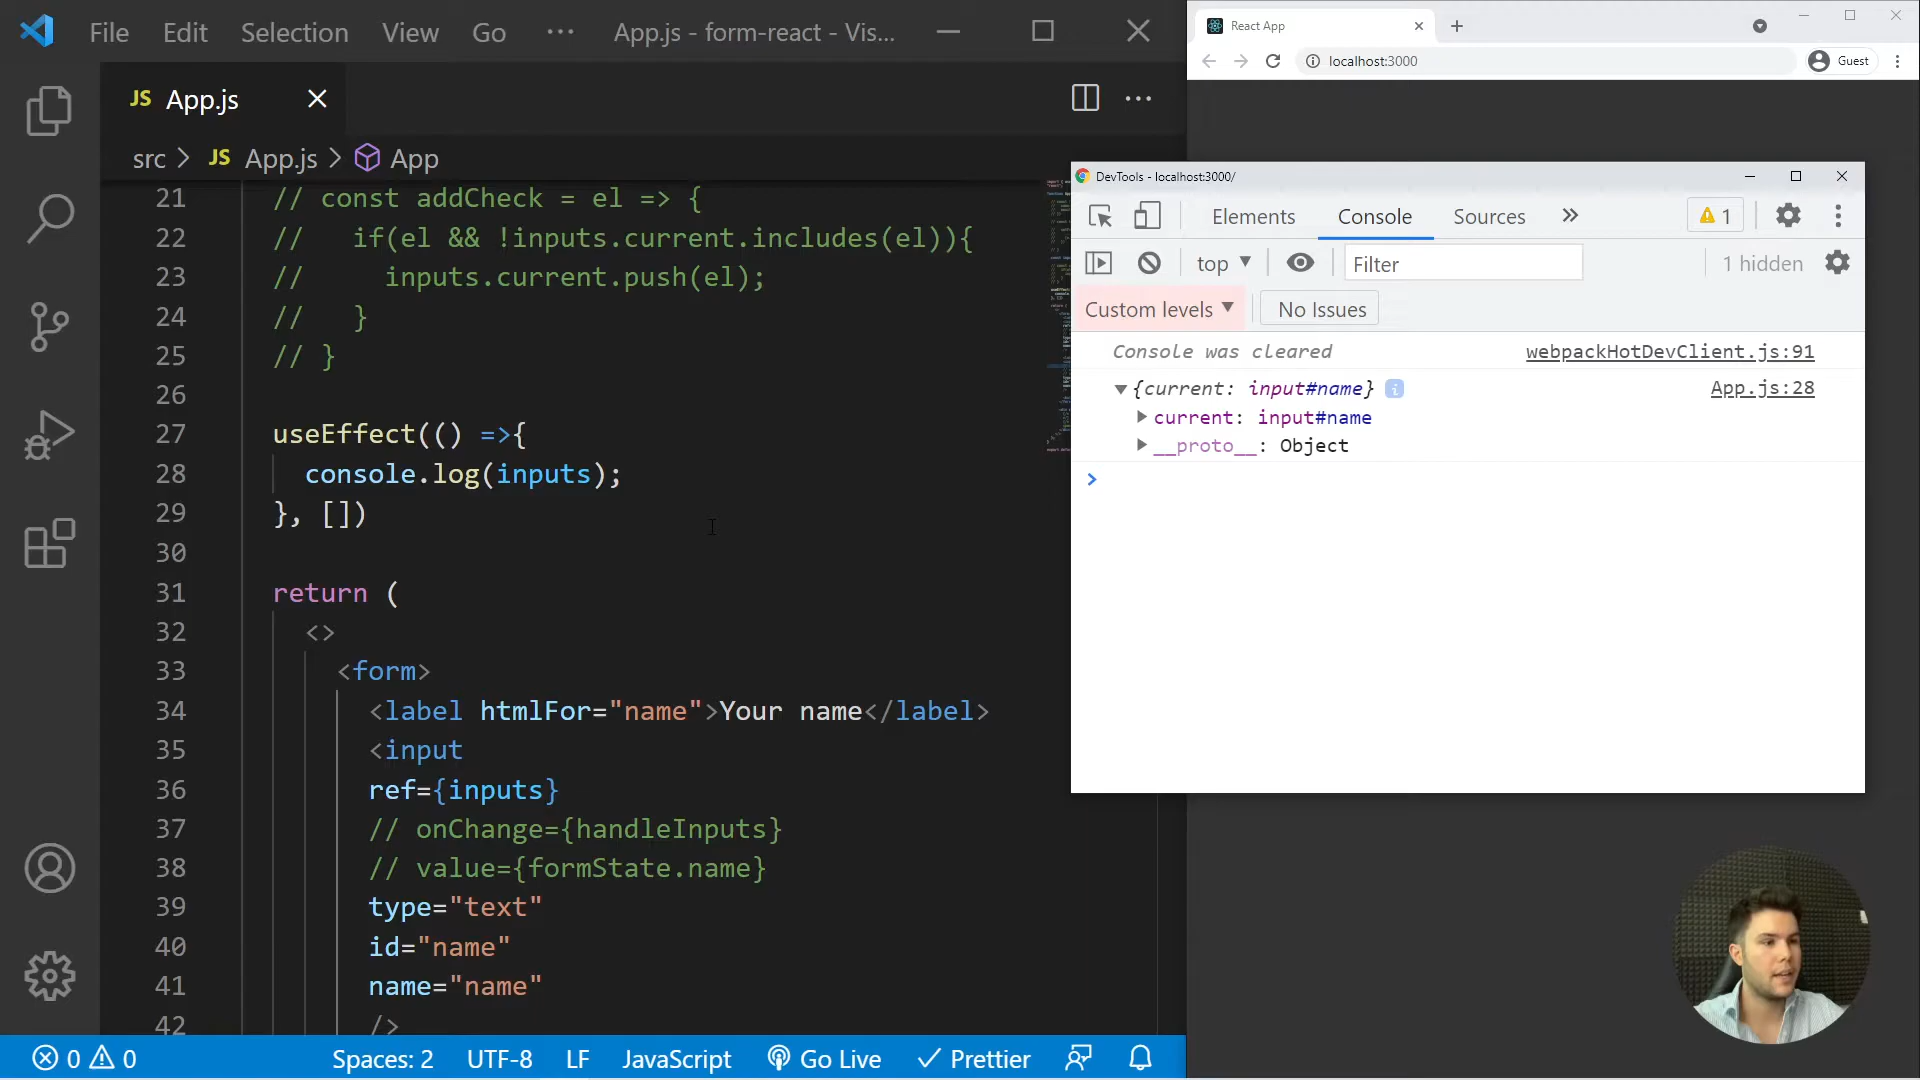 File Edit Selection View Go ··· App.js - form-react - Vis...
JS App.js
src > JS App.js > App
21 // const addCheck = el => {
22 //   if(el && !inputs.current.includes(el)){
23 //     inputs.current.push(el);
24 //   }
25 // }
26
27 useEffect(() =>{
28   console.log(inputs);
29 }, [])
30
31 return (
32   <>
33     <form>
34       <label htmlFor="name">Your name</label>
35       <input
36       ref={inputs}
37       // onChange={handleInputs}
38       // value={formState.name}
39       type="text"
40       id="name"
41       name="name"
42       />
0 0 Spaces: 2 UTF-8 LF JavaScript Go Live Prettier
React App
localhost:3000 Guest
DevTools - localhost:3000/
Elements Console Sources » 1
top Filter 1 hidden
Custom levels No Issues
Console was cleared webpackHotDevClient.js:91
{current: input#name} i App.js:28
current: input#name
__proto__: Object
>